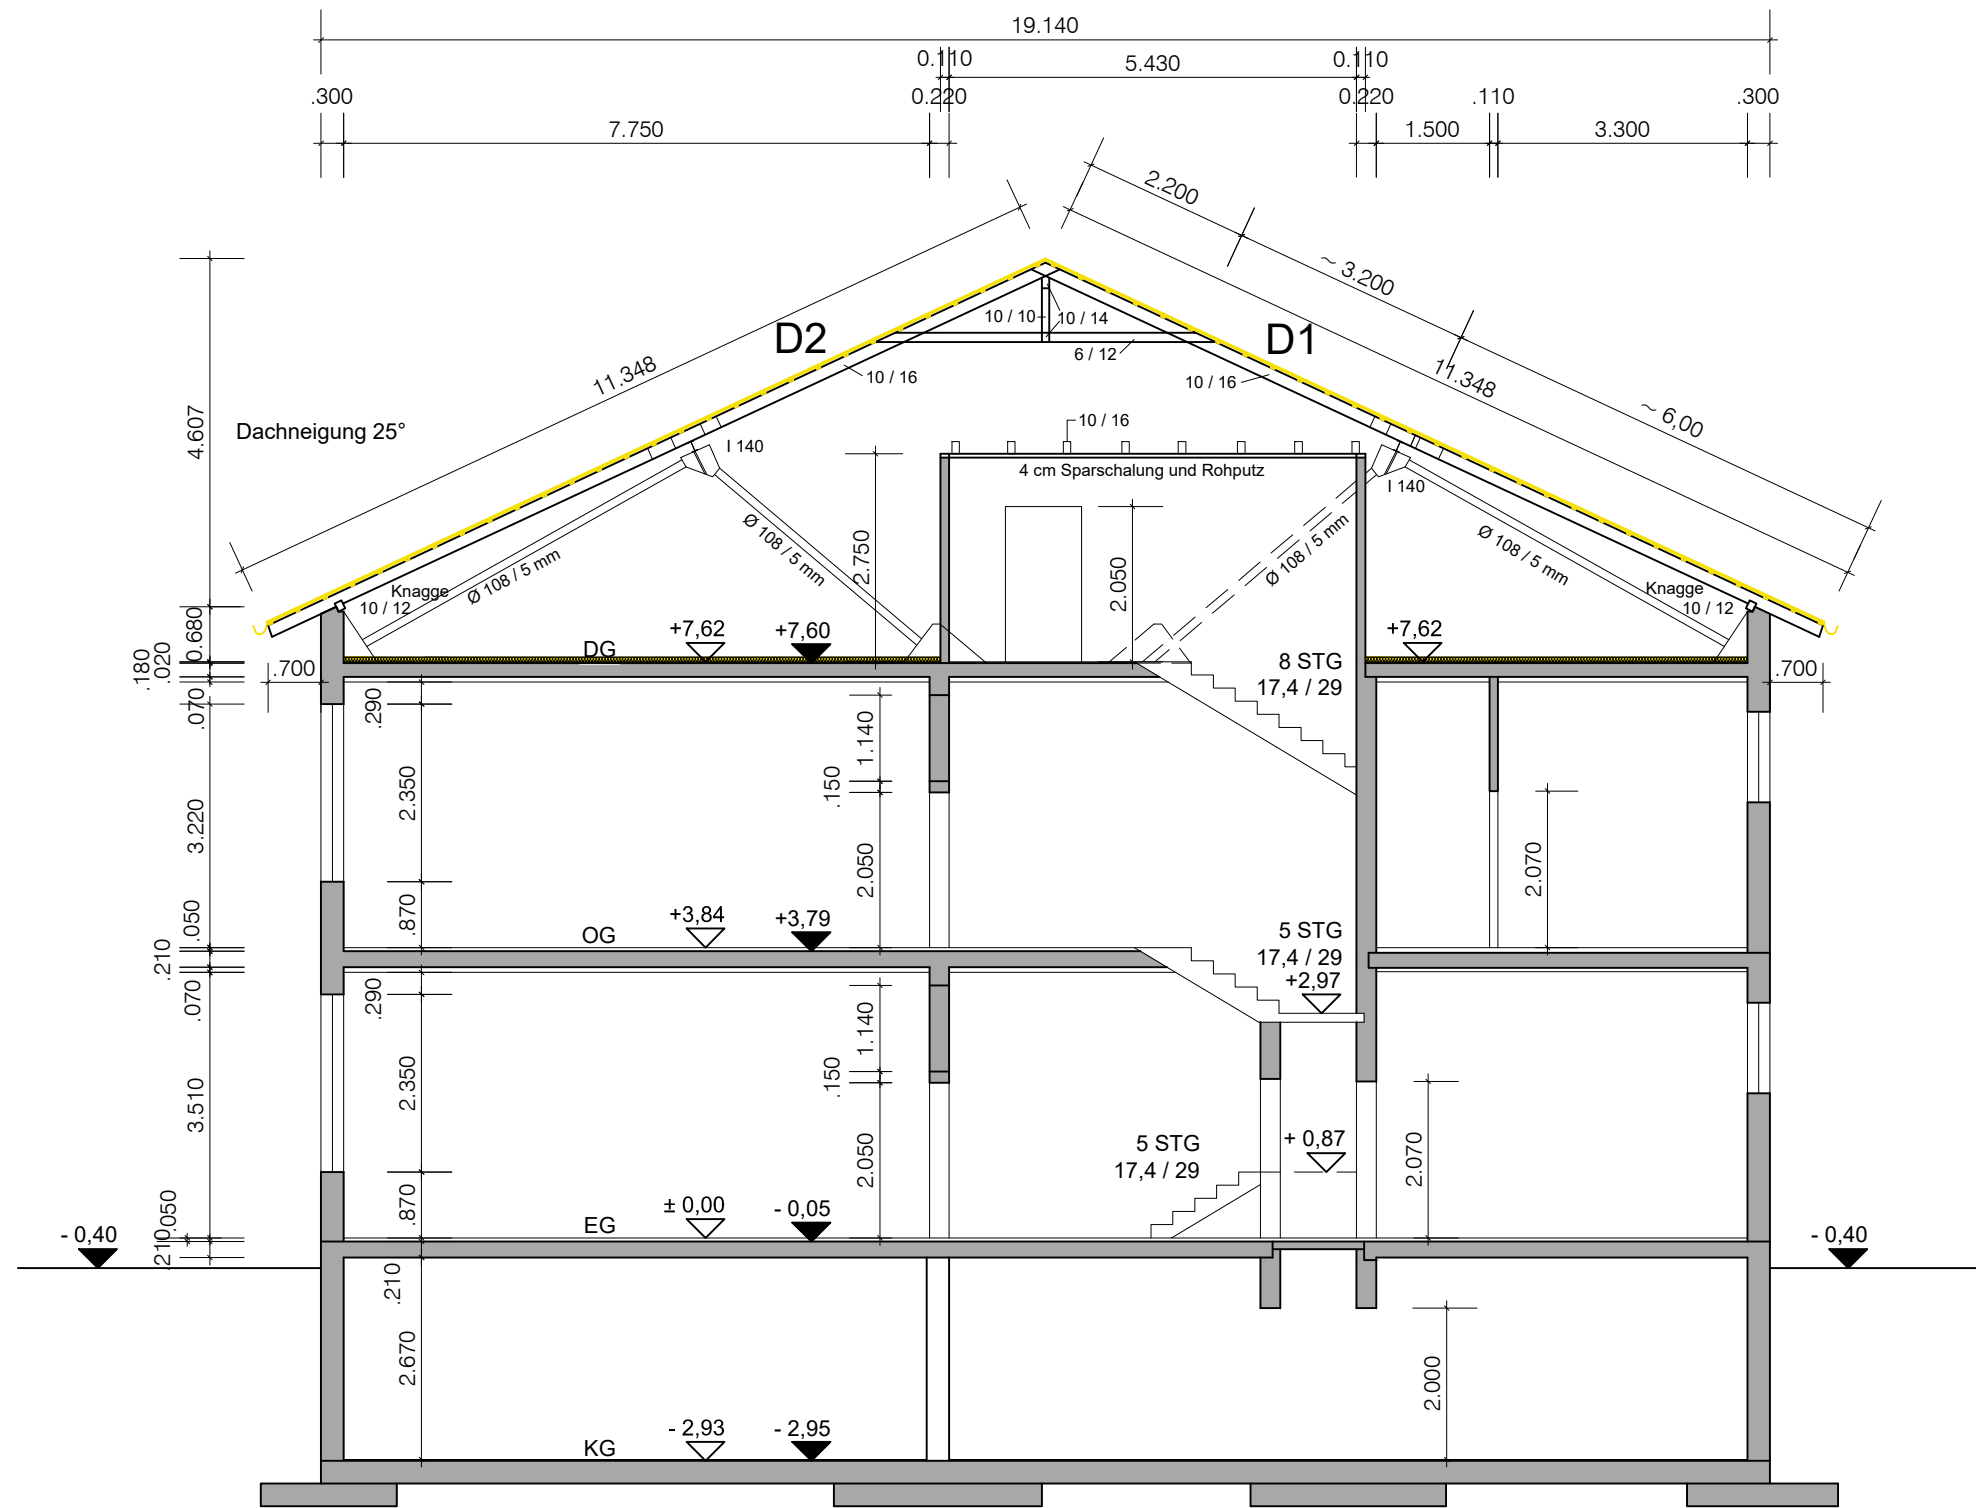 19.140
0.110
5.430
0.110
.300
0.220
0.220
.110
.300
7.750
1.500
3.300
2.200
~ 3.200
11.348
11.348
~ 6,00
D2
D1
10 / 10
10 / 14
6 / 12
10 / 16
10 / 16
10 / 16
4.607
Dachneigung 25°
I 140
4 cm Sparschalung und Rohputz
I 140
Ø 108 / 5 mm
Ø 108 / 5 mm
Ø 108 / 5 mm
Ø 108 / 5 mm
2.750
2.050
Knagge
10 / 12
Knagge
10 / 12
0.680
.020
.180
.700
DG
+7,62
+7,60
+7,62
8 STG
17,4 / 29
.700
.070
.290
1.140
.150
2.350
3.220
2.050
2.070
.870
.050
.210
OG
+3,84
+3,79
5 STG
17,4 / 29
+2,97
.070
.290
1.140
.150
2.350
3.510
2.050
2.070
5 STG
17,4 / 29
+ 0,87
.870
.050
.210
EG
± 0,00
- 0,05
- 0,40
- 0,40
.210
2.670
2.000
KG
- 2,93
- 2,95